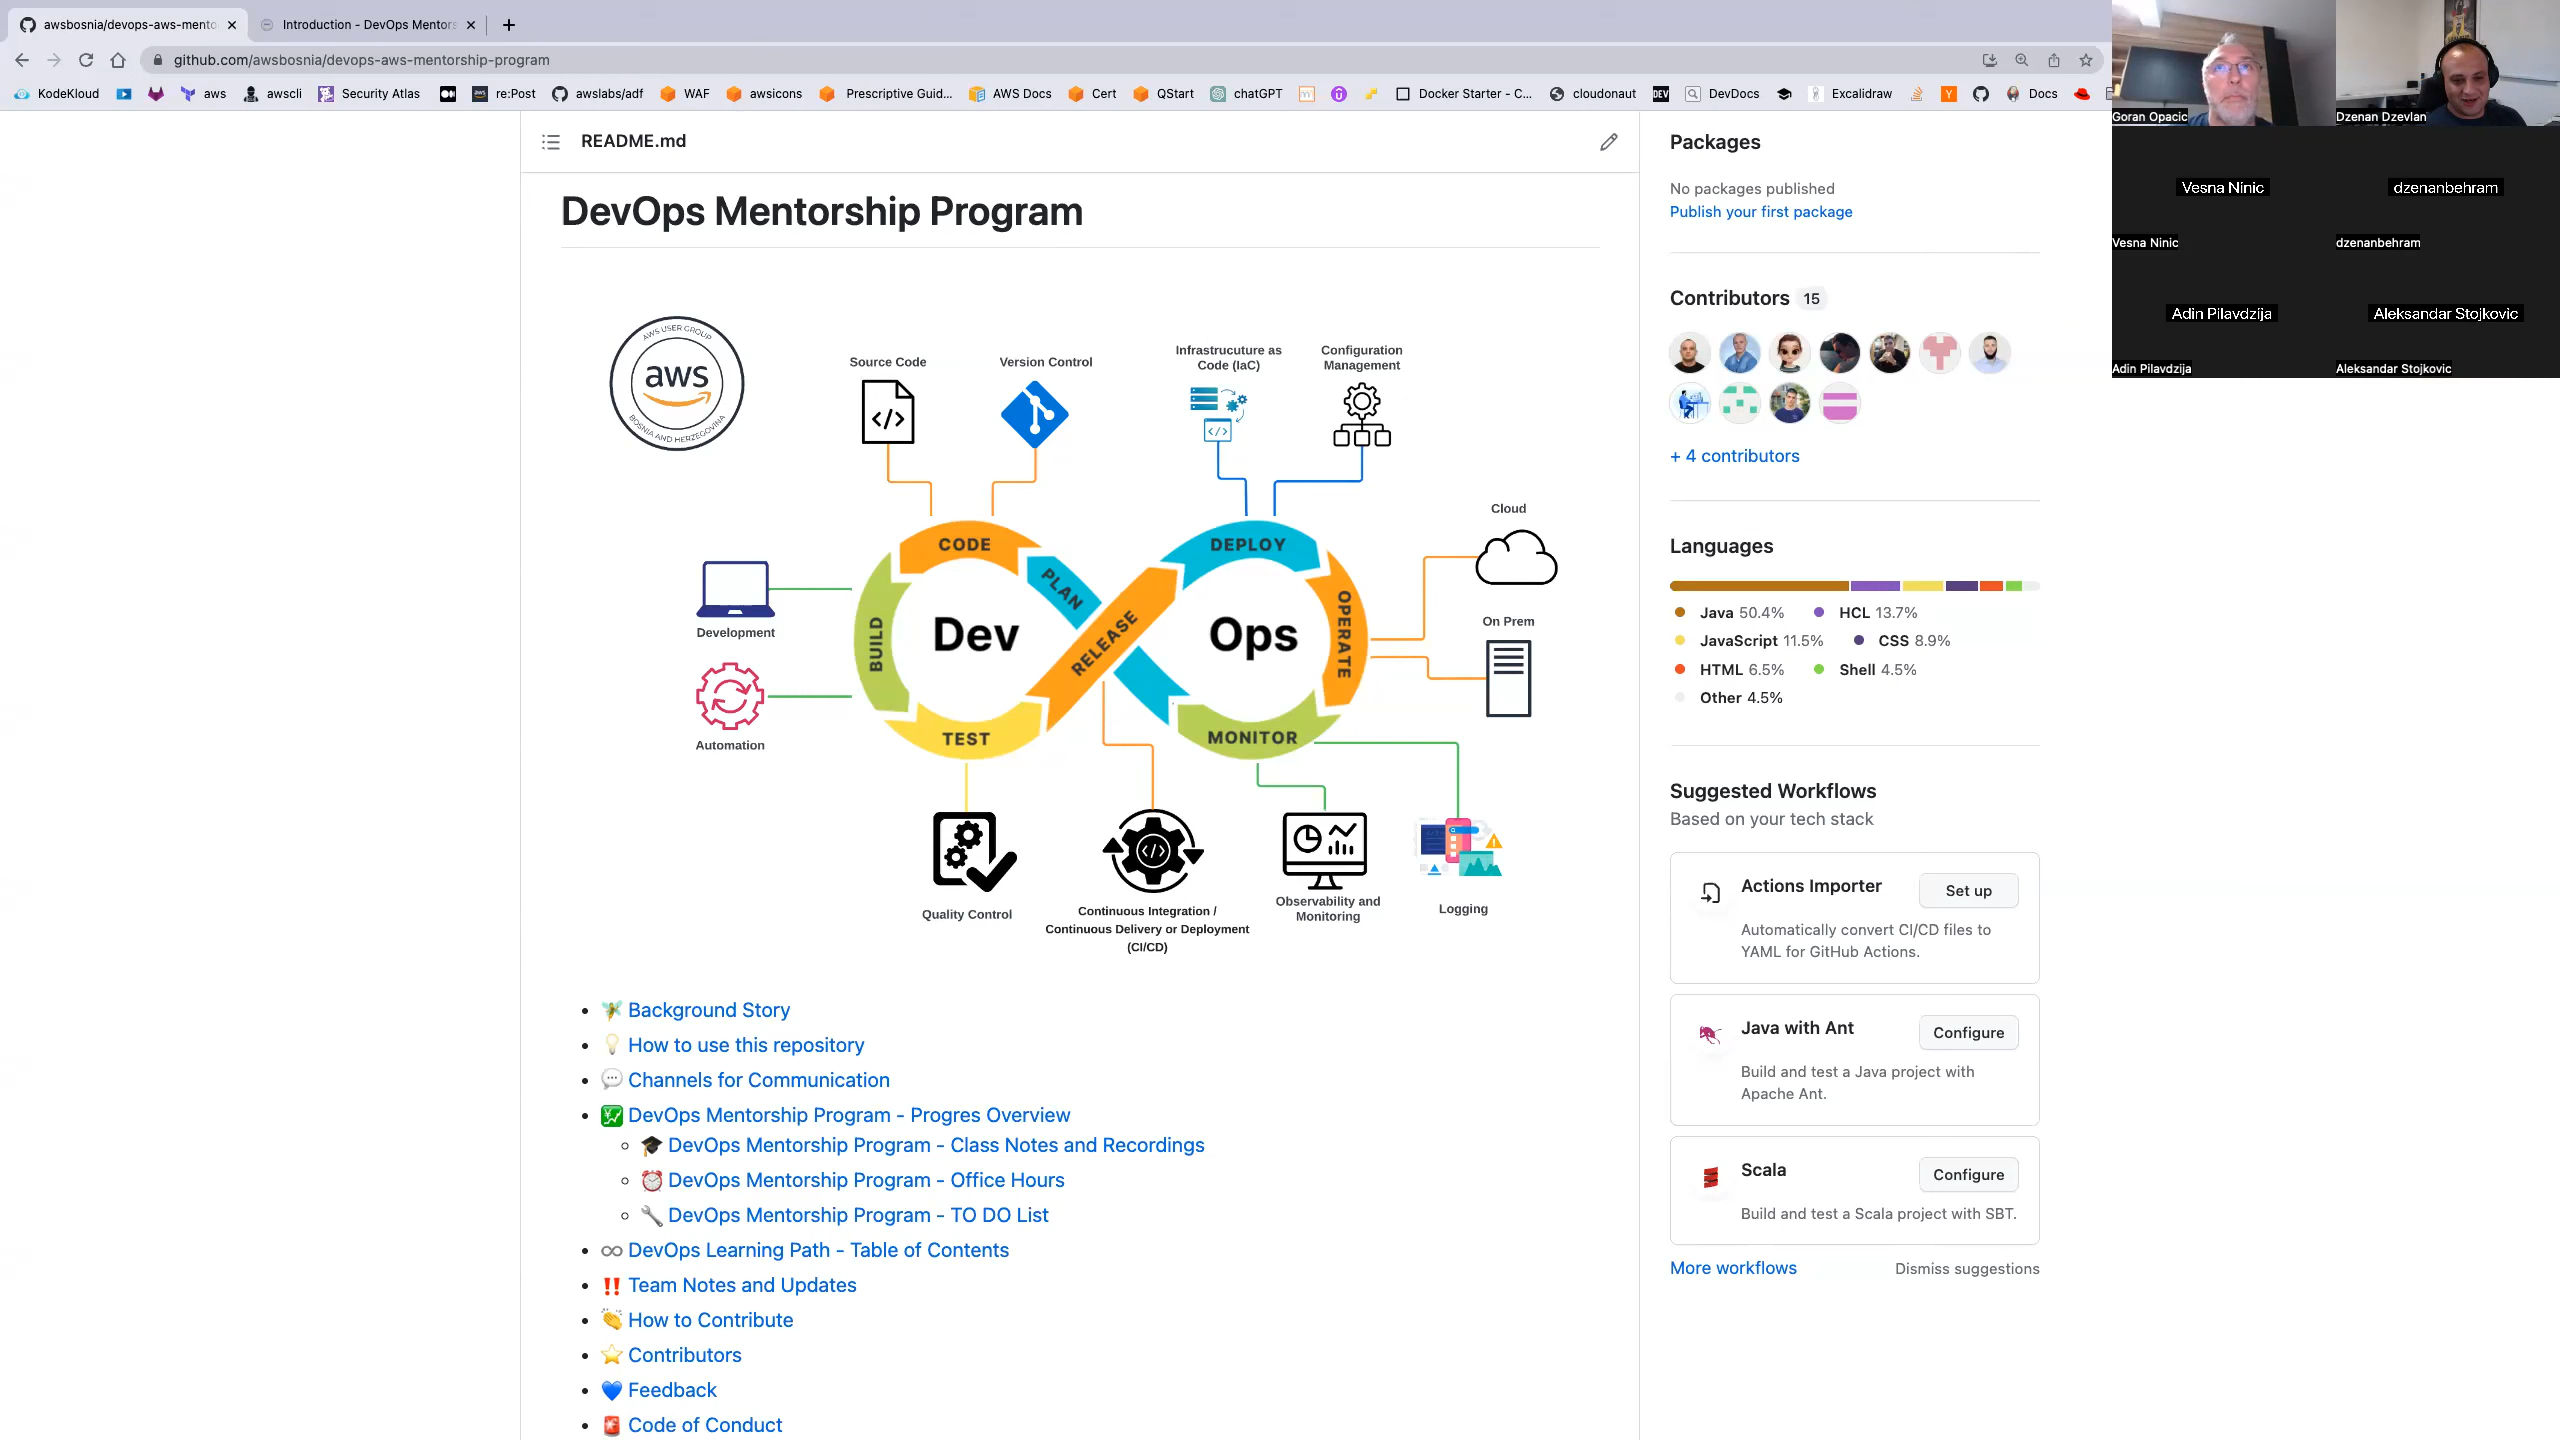 awsbosnia/devops-aws-mento
Introduction - DevOps Mentors
github.com/awsbosnia/devops-aws-mentorship-program
KodeKloud
aws
awscli
Security Atlas
re:Post
awslabs/adf
WAF
awsicons
Prescriptive Guid...
AWS Docs
Cert
QStart
chatGPT
Docker Starter - C...
cloudonaut
DEV
DevDocs
Excalidraw
Docs
Goran Opacic
Dzenan Dzevlan
Vesna Ninic
dzenanbehram
Vesna Ninic
dzenanbehram
Adin Pilavdzija
Aleksandar Stojkovic
Adin Pilavdzija
Aleksandar Stojkovic
README.md
DevOps Mentorship Program
AWS USER GROUP
aws
BOSNIA AND HERZEGOVINA
Source Code
Version Control
Infrastrucuture as
Code (IaC)
Configuration
Management
Cloud
On Prem
Development
Automation
CODE
PLAN
BUILD
Dev
RELEASE
TEST
DEPLOY
Ops
OPERATE
MONITOR
Quality Control
Continuous Integration /
Continuous Delivery or Deployment
(CI/CD)
Observability and
Monitoring
Logging
Background Story
How to use this repository
Channels for Communication
DevOps Mentorship Program - Progres Overview
DevOps Mentorship Program - Class Notes and Recordings
DevOps Mentorship Program - Office Hours
DevOps Mentorship Program - TO DO List
DevOps Learning Path - Table of Contents
Team Notes and Updates
How to Contribute
Contributors
Feedback
Code of Conduct
Packages
No packages published
Publish your first package
Contributors 15
+ 4 contributors
Languages
Java 50.4%
HCL 13.7%
JavaScript 11.5%
CSS 8.9%
HTML 6.5%
Shell 4.5%
Other 4.5%
Suggested Workflows
Based on your tech stack
Actions Importer
Set up
Automatically convert CI/CD files to
YAML for GitHub Actions.
Java with Ant
Configure
Build and test a Java project with
Apache Ant.
Scala
Configure
Build and test a Scala project with SBT.
More workflows
Dismiss suggestions